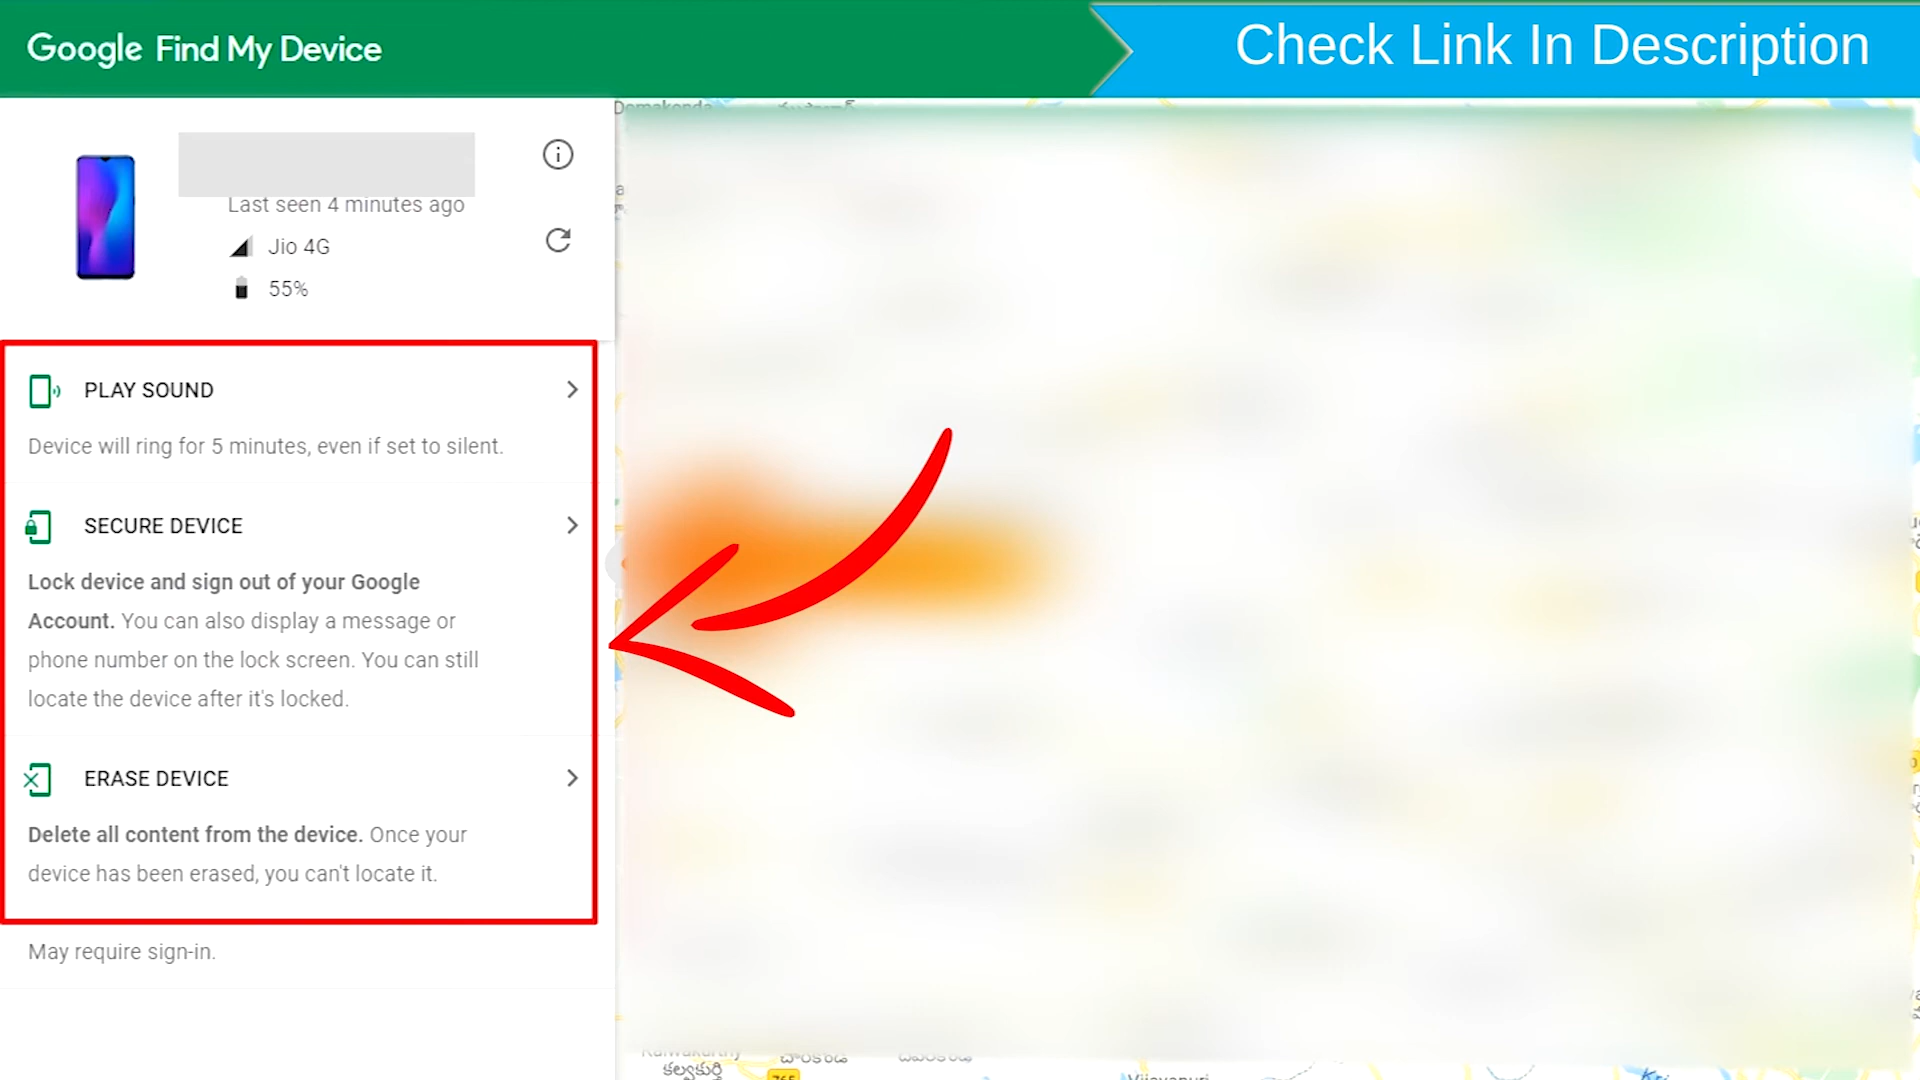 Google Find My Device
Check Link In Description
Last seen 4 minutes ago
Jio 4G
55%
PLAY SOUND
Device will ring for 5 minutes, even if set to silent.
SECURE DEVICE
Lock device and sign out of your Google
Account. You can also display a message or
phone number on the lock screen. You can still
locate the device after it's locked.
ERASE DEVICE
Delete all content from the device. Once your
device has been erased, you can't locate it.
May require sign-in.
కల్వకుర్తి
765